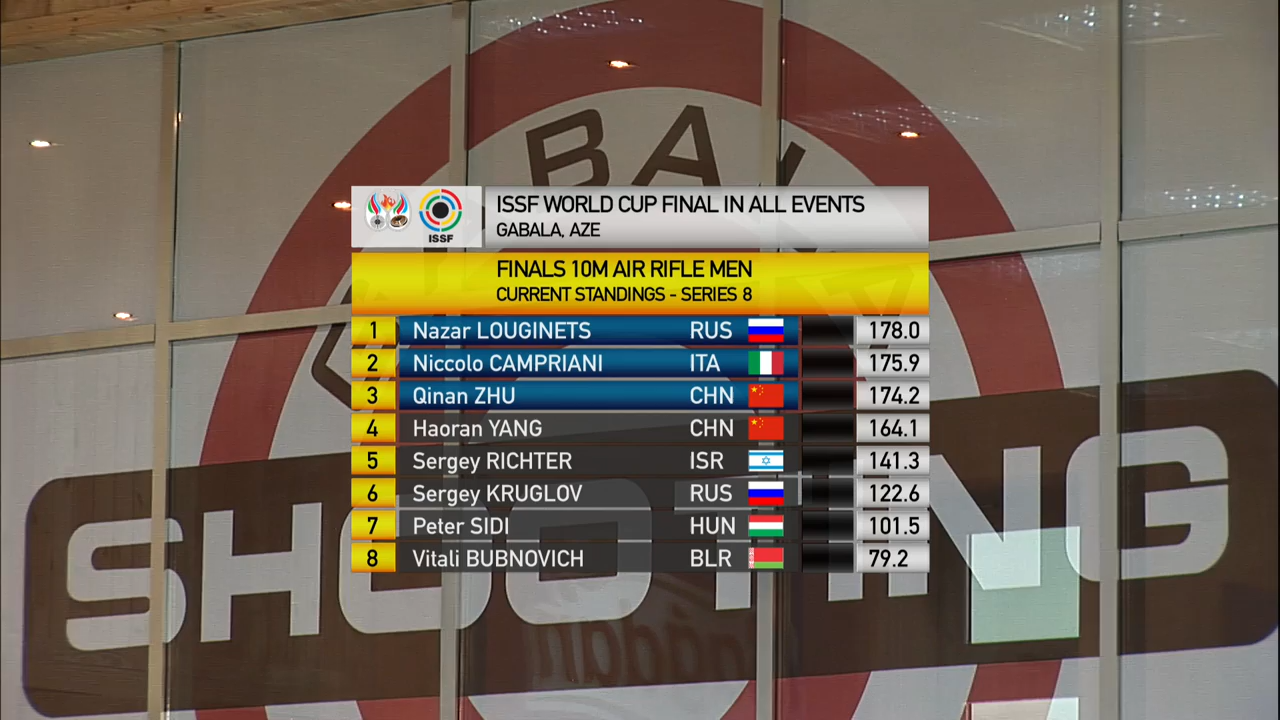 BAI
ISSF
ISSF WORLD CUP FINAL IN ALL EVENTS
GABALA, AZE
FINALS 10M AIR RIFLE MEN
CURRENT STANDINGS - SERIES 8
1 Nazar LOUGINETS RUS 178.0
2 Niccolo CAMPRIANI ITA 175.9
3 Qinan ZHU CHN 174.2
4 Haoran YANG CHN 164.1
5 Sergey RICHTER ISR 141.3
6 Sergey KRUGLOV RUS 122.6
7 Peter SIDI HUN 101.5
8 Vitali BUBNOVICH BLR 79.2
SHOOTING